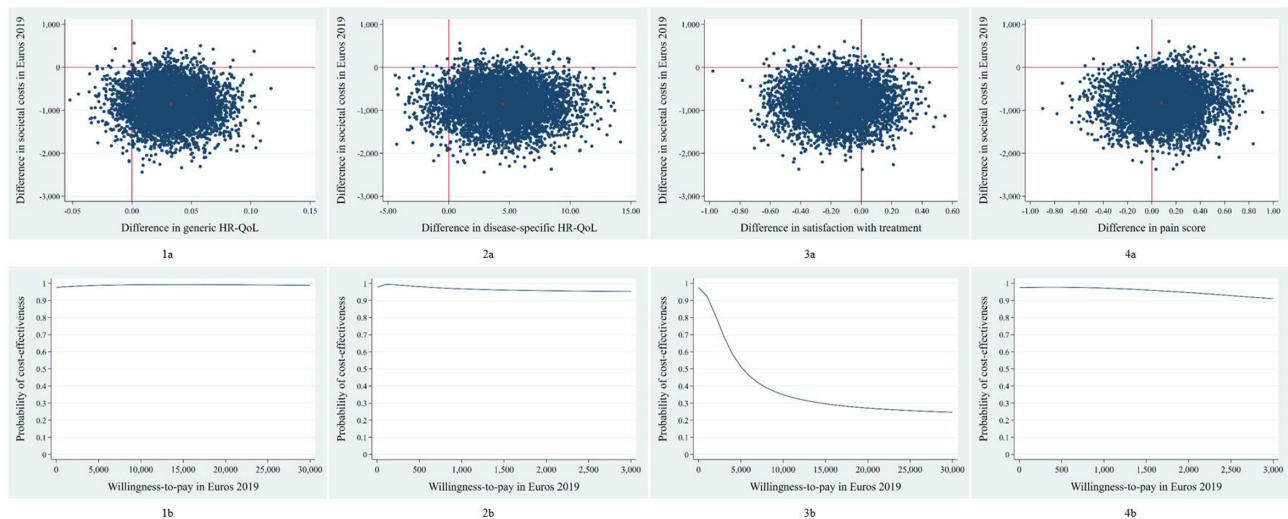 Difference in societal costs in Euros 2019
1,000
0
-1,000
-2,000
-3,000
-0.05 0.00 0.05 0.10 0.15
Difference in generic HR-QoL
1a
Difference in societal costs in Euros 2019
1,000
0
-1,000
-2,000
-3,000
-5.00 0.00 5.00 10.00 15.00
Difference in disease-specific HR-QoL
2a
Difference in societal costs in Euros 2019
1,000
0
-1,000
-2,000
-3,000
-1.00 -0.80 -0.60 -0.40 -0.20 0.00 0.20 0.40 0.60
Difference in satisfaction with treatment
3a
Difference in societal costs in Euros 2019
1,000
0
-1,000
-2,000
-3,000
-1.00 -0.80 -0.60 -0.40 -0.20 0.00 0.20 0.40 0.60 0.80 1.00
Difference in pain score
4a
Probability of cost-effectiveness
1
0.9
0.8
0.7
0.6
0.5
0.4
0.3
0.2
0.1
0
0 5,000 10,000 15,000 20,000 25,000 30,000
Willingness-to-pay in Euros 2019
1b
Probability of cost-effectiveness
1
0.9
0.8
0.7
0.6
0.5
0.4
0.3
0.2
0.1
0
0 500 1,000 1,500 2,000 2,500 3,000
Willingness-to-pay in Euros 2019
2b
Probability of cost-effectiveness
1
0.9
0.8
0.7
0.6
0.5
0.4
0.3
0.2
0.1
0
0 5,000 10,000 15,000 20,000 25,000 30,000
Willingness-to-pay in Euros 2019
3b
Probability of cost-effectiveness
1
0.9
0.8
0.7
0.6
0.5
0.4
0.3
0.2
0.1
0
0 500 1,000 1,500 2,000 2,500 3,000
Willingness-to-pay in Euros 2019
4b